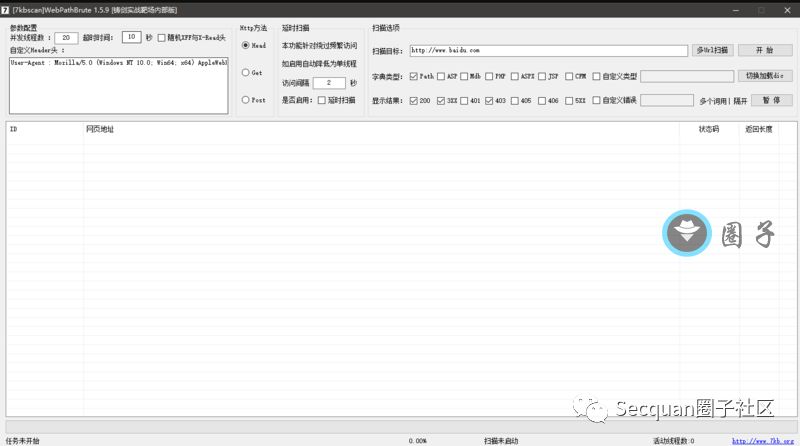 [7kbscan]WebPathBrute 1.5.9 [铸剑实战靶场内部版]
参数配置
并发线程数： 20 超时时间： 10 秒 随机XFF与X-Read头
自定义Header头：
User-Agent : Mozilla/5.0 (Windows NT 10.0; Win64; x64) AppleWebl
Http方法
Head
Get
Post
延时扫描
本功能针对绕过频繁访问
如启用自动降低为单线程
访问间隔 2 秒
是否启用： 延时扫描
扫描选项
扫描目标： http://www.baidu.com 多Url扫描 开 始
字典类型： Path ASP Mdb PHP ASPX JSP CFM 自定义类型 切换加载dic
显示结果： 200 3XX 401 403 405 406 5XX 自定义错误 多个词用| 隔开 暂 停
ID 网页地址 状态码 返回长度
圈子
Secquan圈子社区
任务未开始 0.00% 扫描未启动 活动线程数:0 http://www.7kb.org